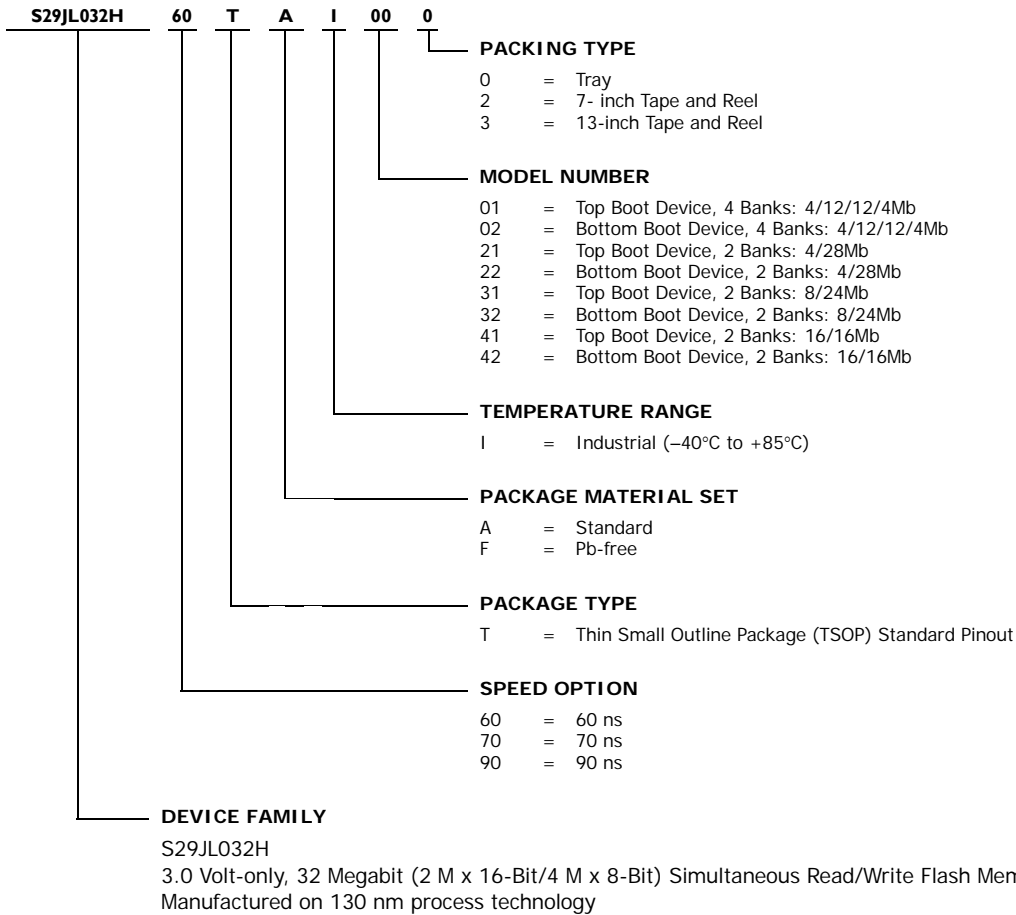 S29JL032H 60 T A I 00 0
PACKING TYPE
0 = Tray
2 = 7- inch Tape and Reel
3 = 13-inch Tape and Reel
MODEL NUMBER
01 = Top Boot Device, 4 Banks: 4/12/12/4Mb
02 = Bottom Boot Device, 4 Banks: 4/12/12/4Mb
21 = Top Boot Device, 2 Banks: 4/28Mb
22 = Bottom Boot Device, 2 Banks: 4/28Mb
31 = Top Boot Device, 2 Banks: 8/24Mb
32 = Bottom Boot Device, 2 Banks: 8/24Mb
41 = Top Boot Device, 2 Banks: 16/16Mb
42 = Bottom Boot Device, 2 Banks: 16/16Mb
TEMPERATURE RANGE
I = Industrial (–40°C to +85°C)
PACKAGE MATERIAL SET
A = Standard
F = Pb-free
PACKAGE TYPE
T = Thin Small Outline Package (TSOP) Standard Pinout
SPEED OPTION
60 = 60 ns
70 = 70 ns
90 = 90 ns
DEVICE FAMILY
S29JL032H
3.0 Volt-only, 32 Megabit (2 M x 16-Bit/4 M x 8-Bit) Simultaneous Read/Write Flash
Manufactured on 130 nm process technology